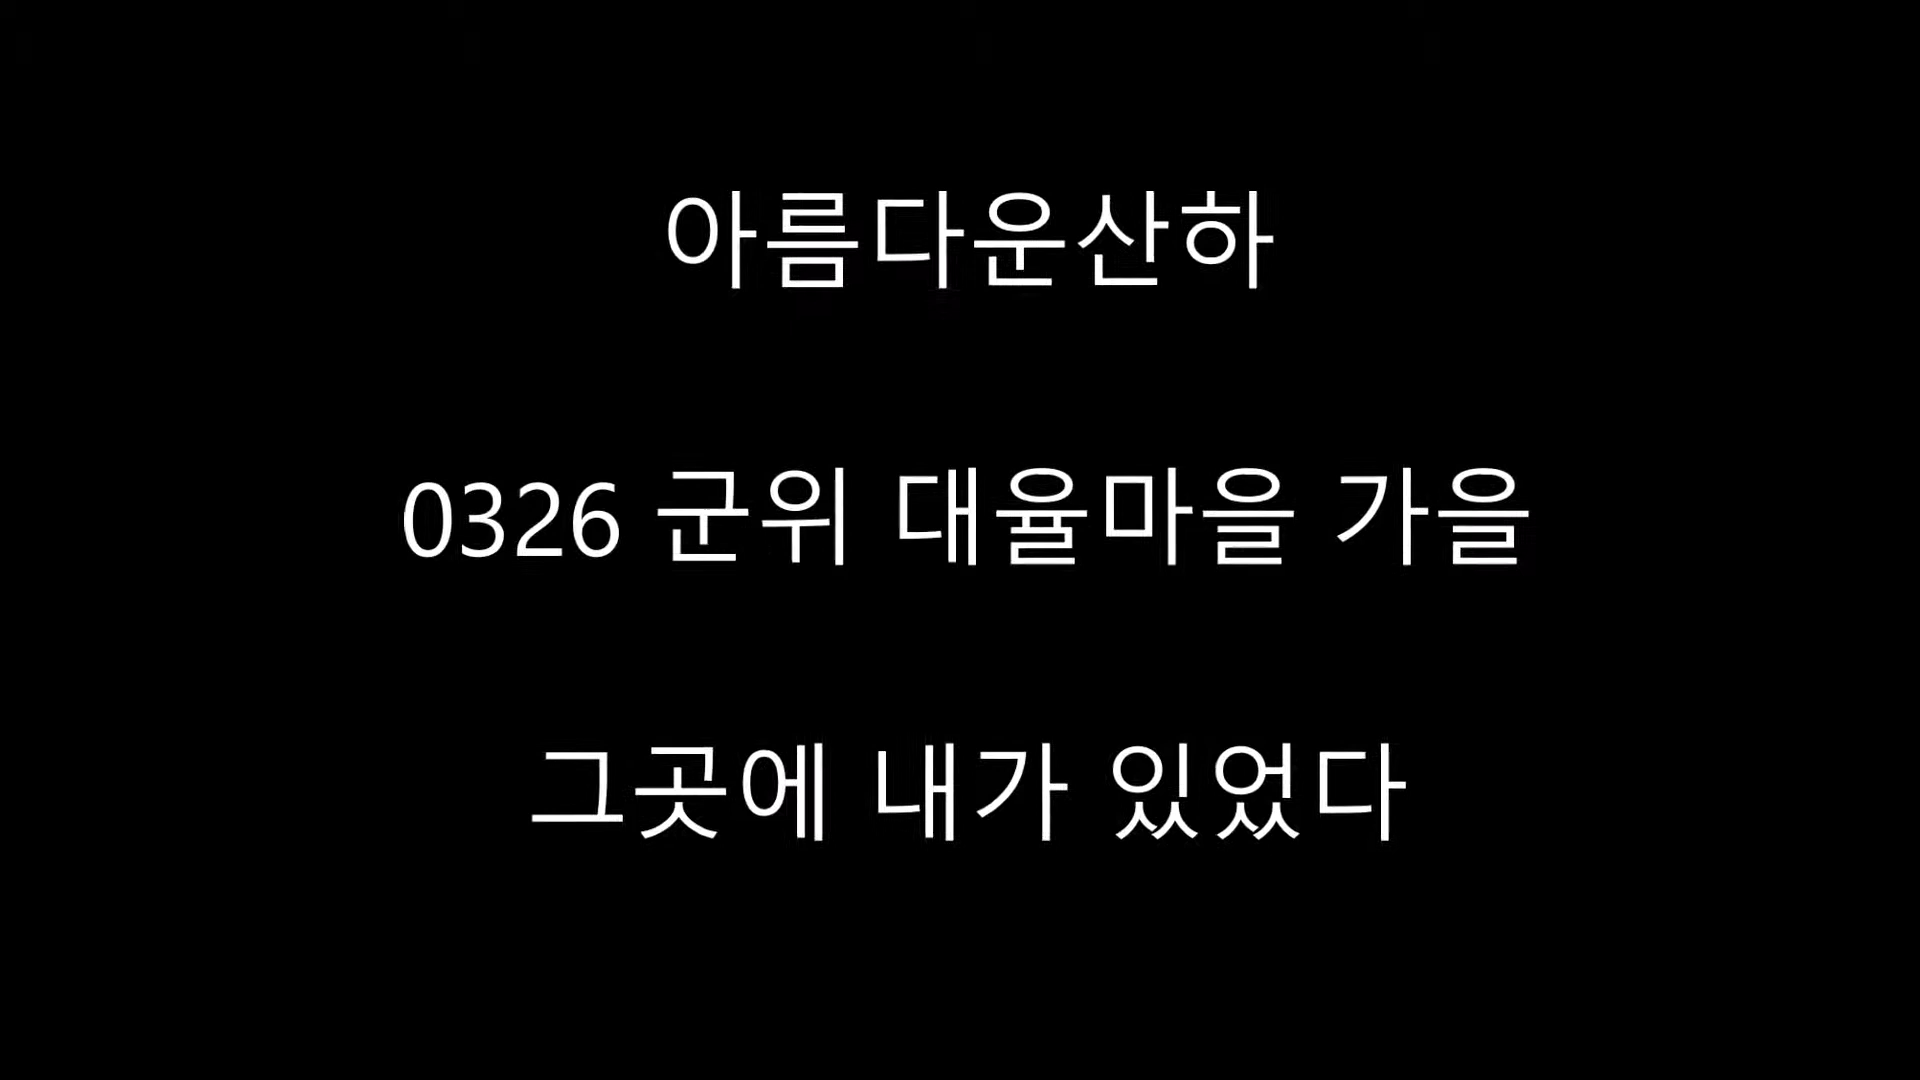 아름다운산하
0326 군위 대율마을 가을
그곳에 내가 있었다